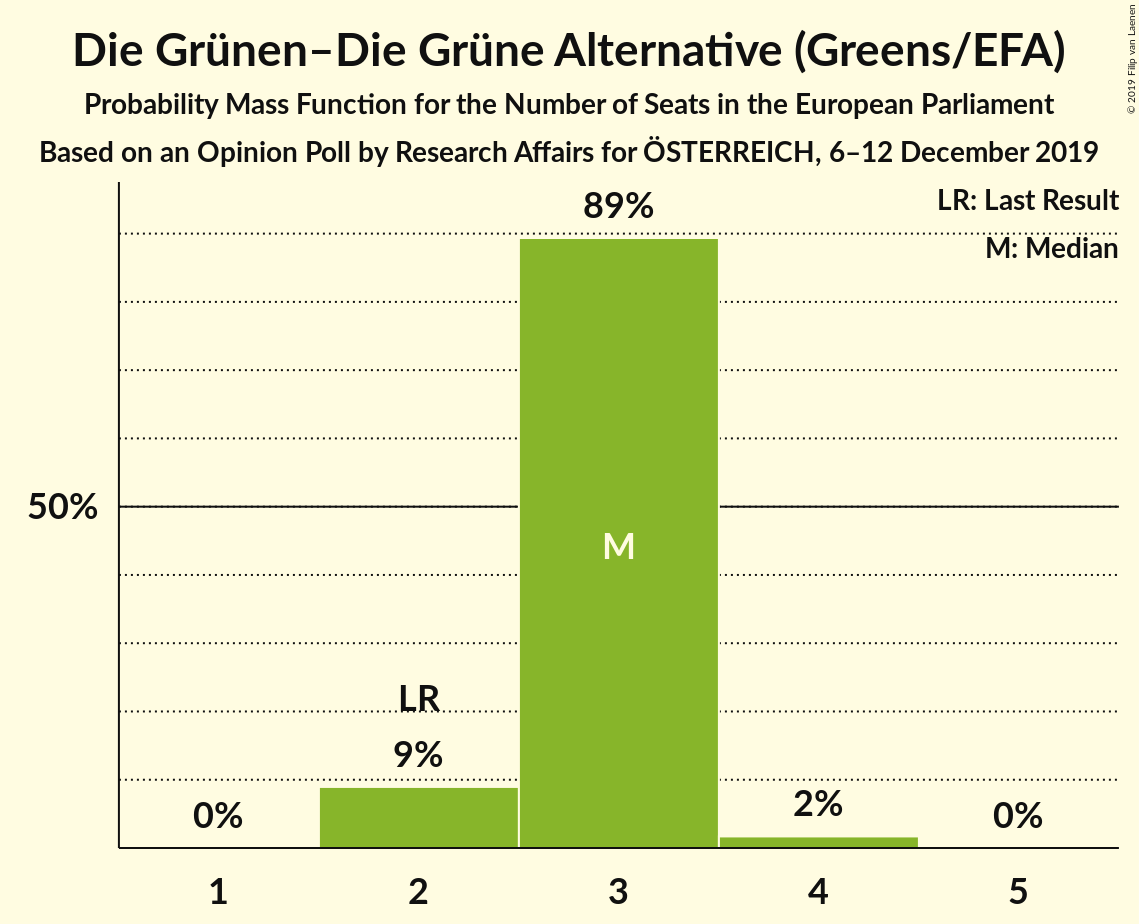 Die Grünen–Die Grüne Alternative (Greens/EFA)
Probability Mass Function for the Number of Seats in the European Parliament
Based on an Opinion Poll by Research Affairs for ÖSTERREICH, 6–12 December 2019
© 2019 Filip van Laenen
LR: Last Result
M: Median
89%
50%
M
LR
9%
0%
2%
0%
1 2 3 4 5